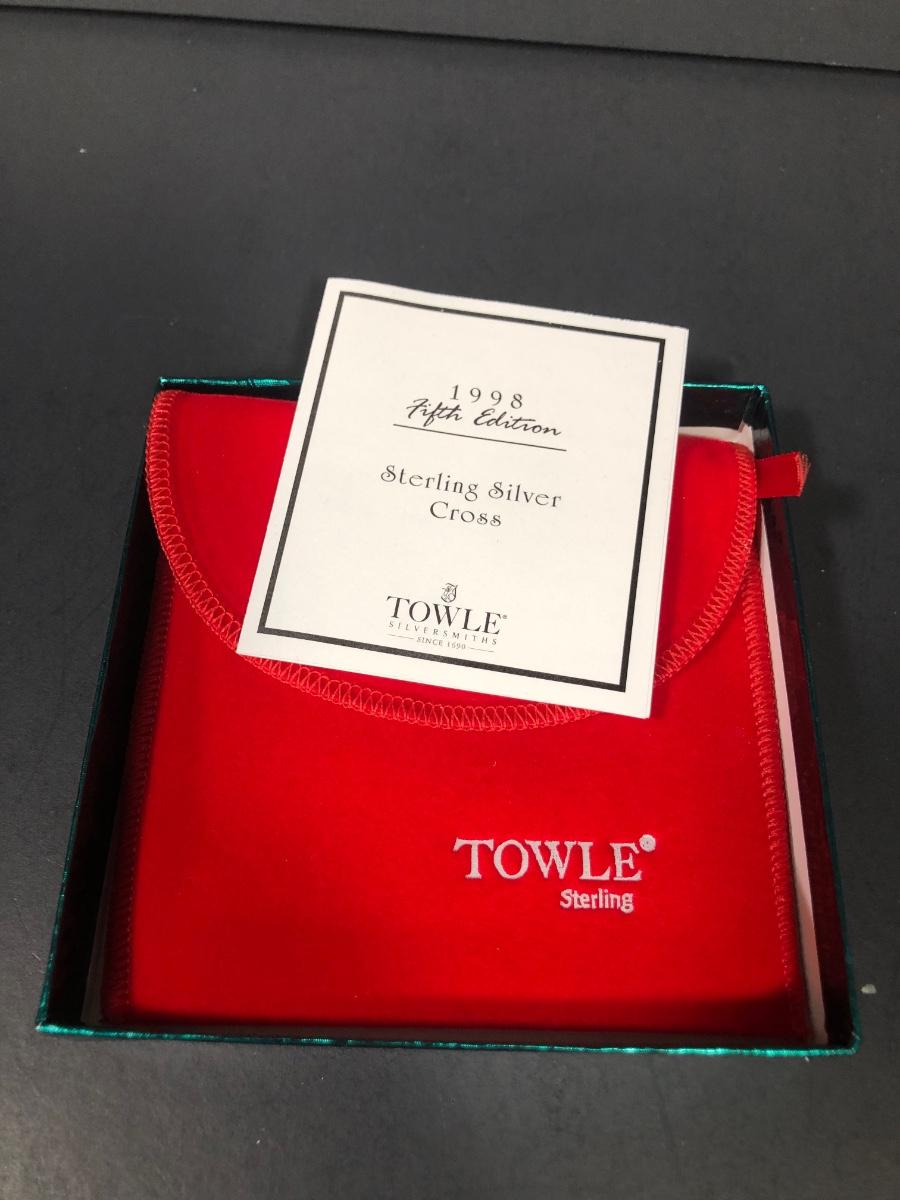 1998
Fifth Edition
Sterling Silver
Cross
TOWLE®
SILVERSMITHS
SINCE 1690
TOWLE®
Sterling